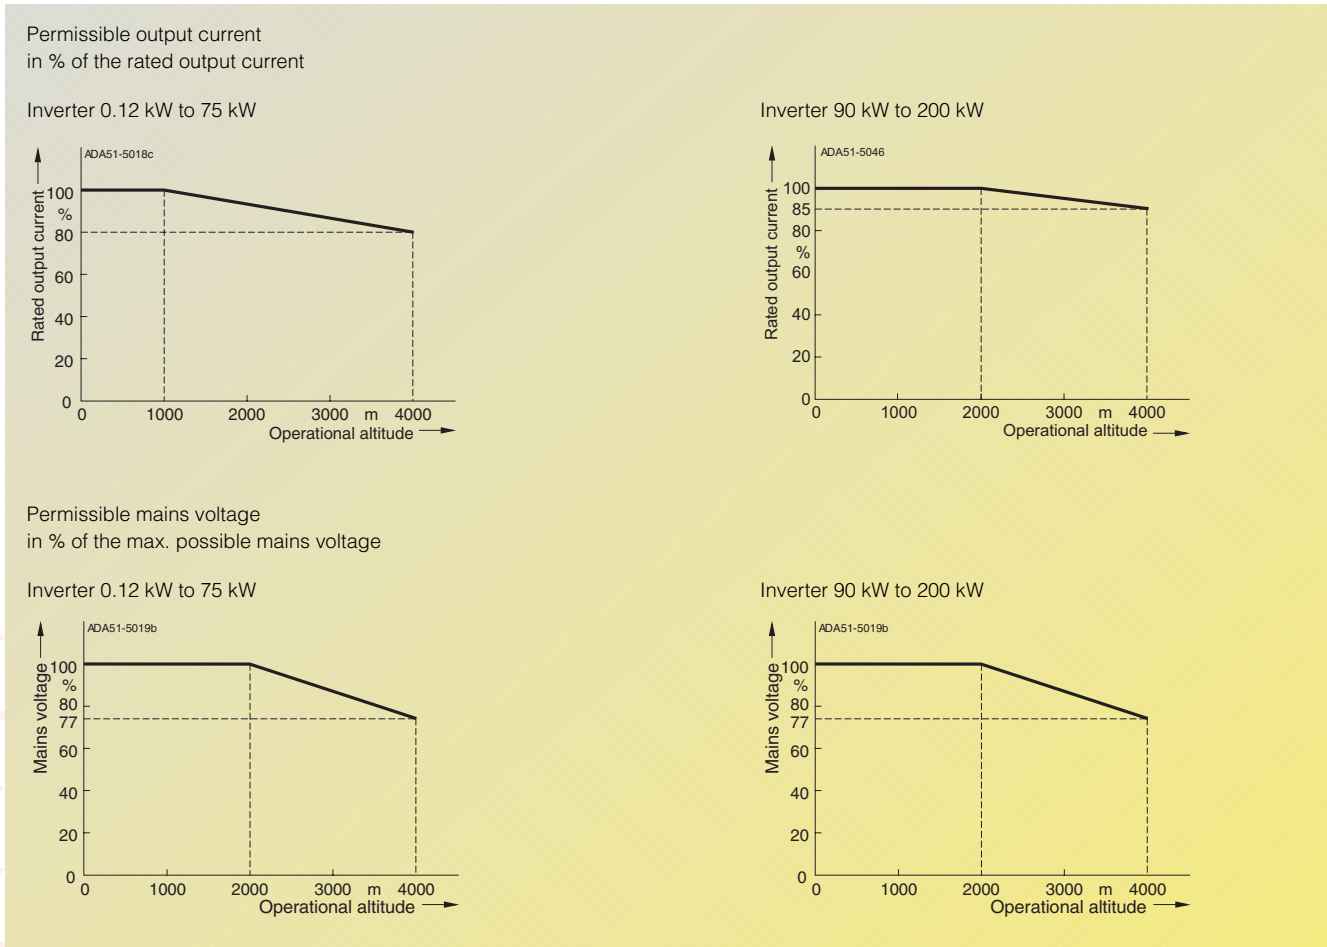 Permissible output current
in % of the rated output current
Inverter 0.12 kW to 75 kW
ADA51-5018c
Rated output current
100
%
80
60
40
20
0
0 1000 2000 3000 m 4000
Operational altitude
Inverter 90 kW to 200 kW
ADA51-5046
Rated output current
100
85
80
%
60
40
20
0
0 1000 2000 3000 m 4000
Operational altitude
Permissible mains voltage
in % of the max. possible mains voltage
Inverter 0.12 kW to 75 kW
ADA51-5019b
Mains voltage
100
%
80
77
60
40
20
0
0 1000 2000 3000 m 4000
Operational altitude
Inverter 90 kW to 200 kW
ADA51-5019b
Mains voltage
100
%
80
77
60
40
20
0
0 1000 2000 3000 m 4000
Operational altitude